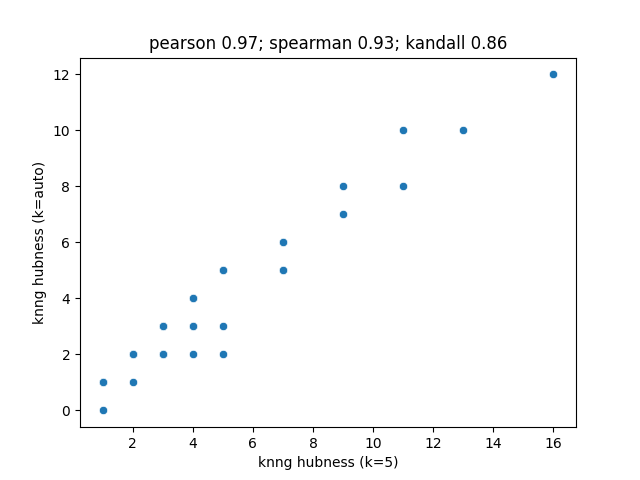 pearson 0.97; spearman 0.93; kandall 0.86
12
10
8
6
4
2
0
knng hubness (k=auto)
2 4 6 8 10 12 14 16
knng hubness (k=5)